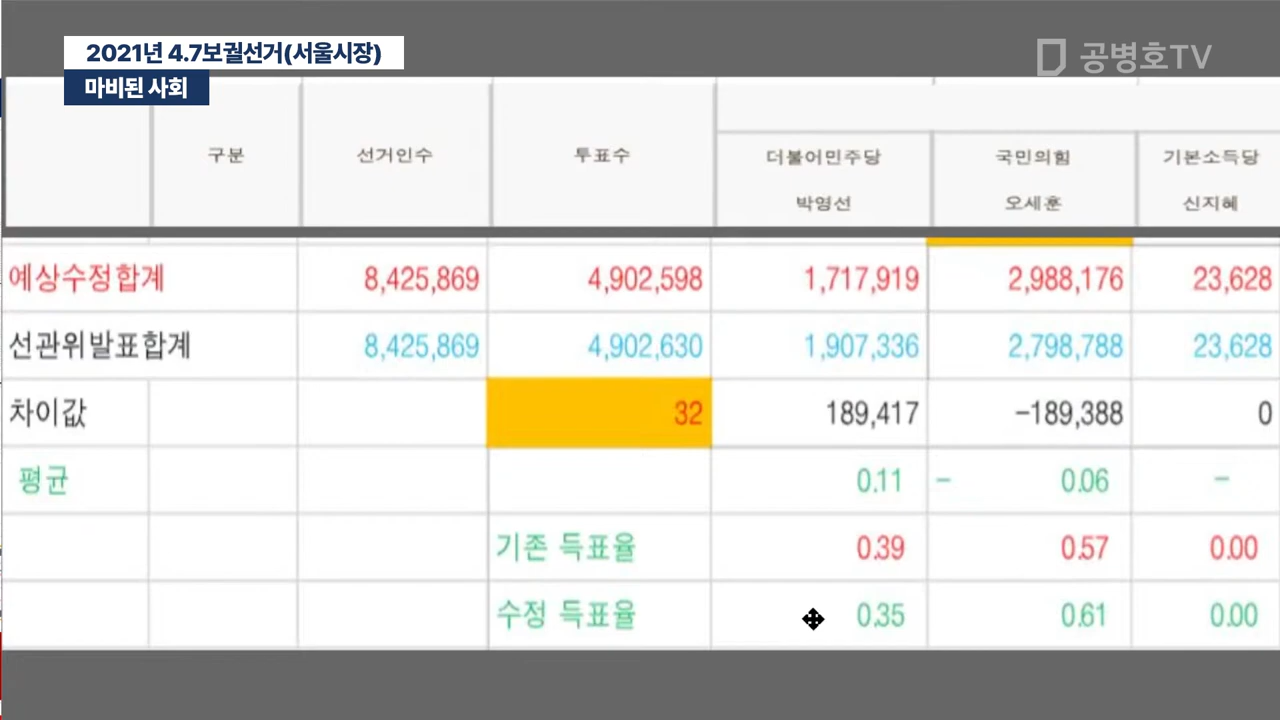 2021년 4.7보궐선거(서울시장)
마비된 사회
공병호TV
구분 선거인수 투표수 더불어민주당 국민의힘 기본소득당
박영선 오세훈 신지혜
예상수정합계 8,425,869 4,902,598 1,717,919 2,988,176 23,628
선관위발표합계 8,425,869 4,902,630 1,907,336 2,798,788 23,628
차이값 32 189,417 -189,388 0
평균 0.11 - 0.06 -
기존 득표율 0.39 0.57 0.00
수정 득표율 0.35 0.61 0.00